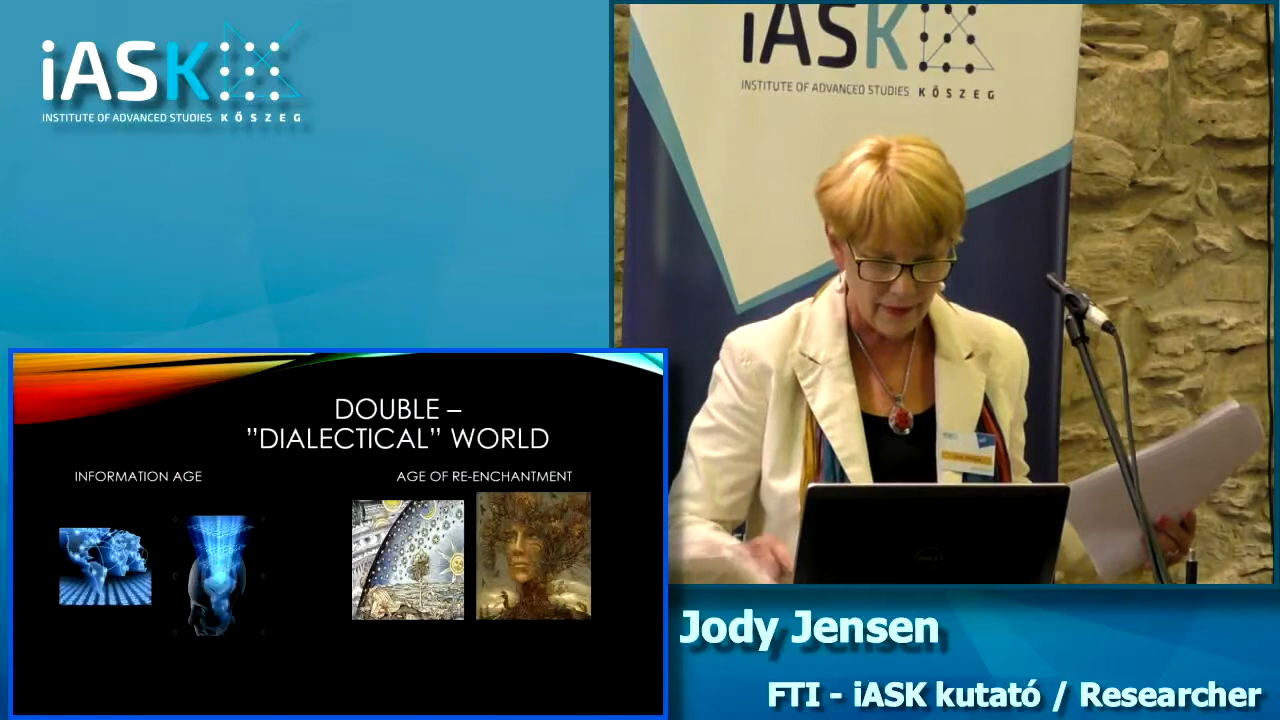 iASK
INSTITUTE OF ADVANCED STUDIES KŐSZEG
iASK
INSTITUTE OF ADVANCED STUDIES KŐSZEG
DOUBLE –
”DIALECTICAL” WORLD
INFORMATION AGE
AGE OF RE-ENCHANTMENT
DELL
Jody Jensen
FTI - iASK kutató / Researcher